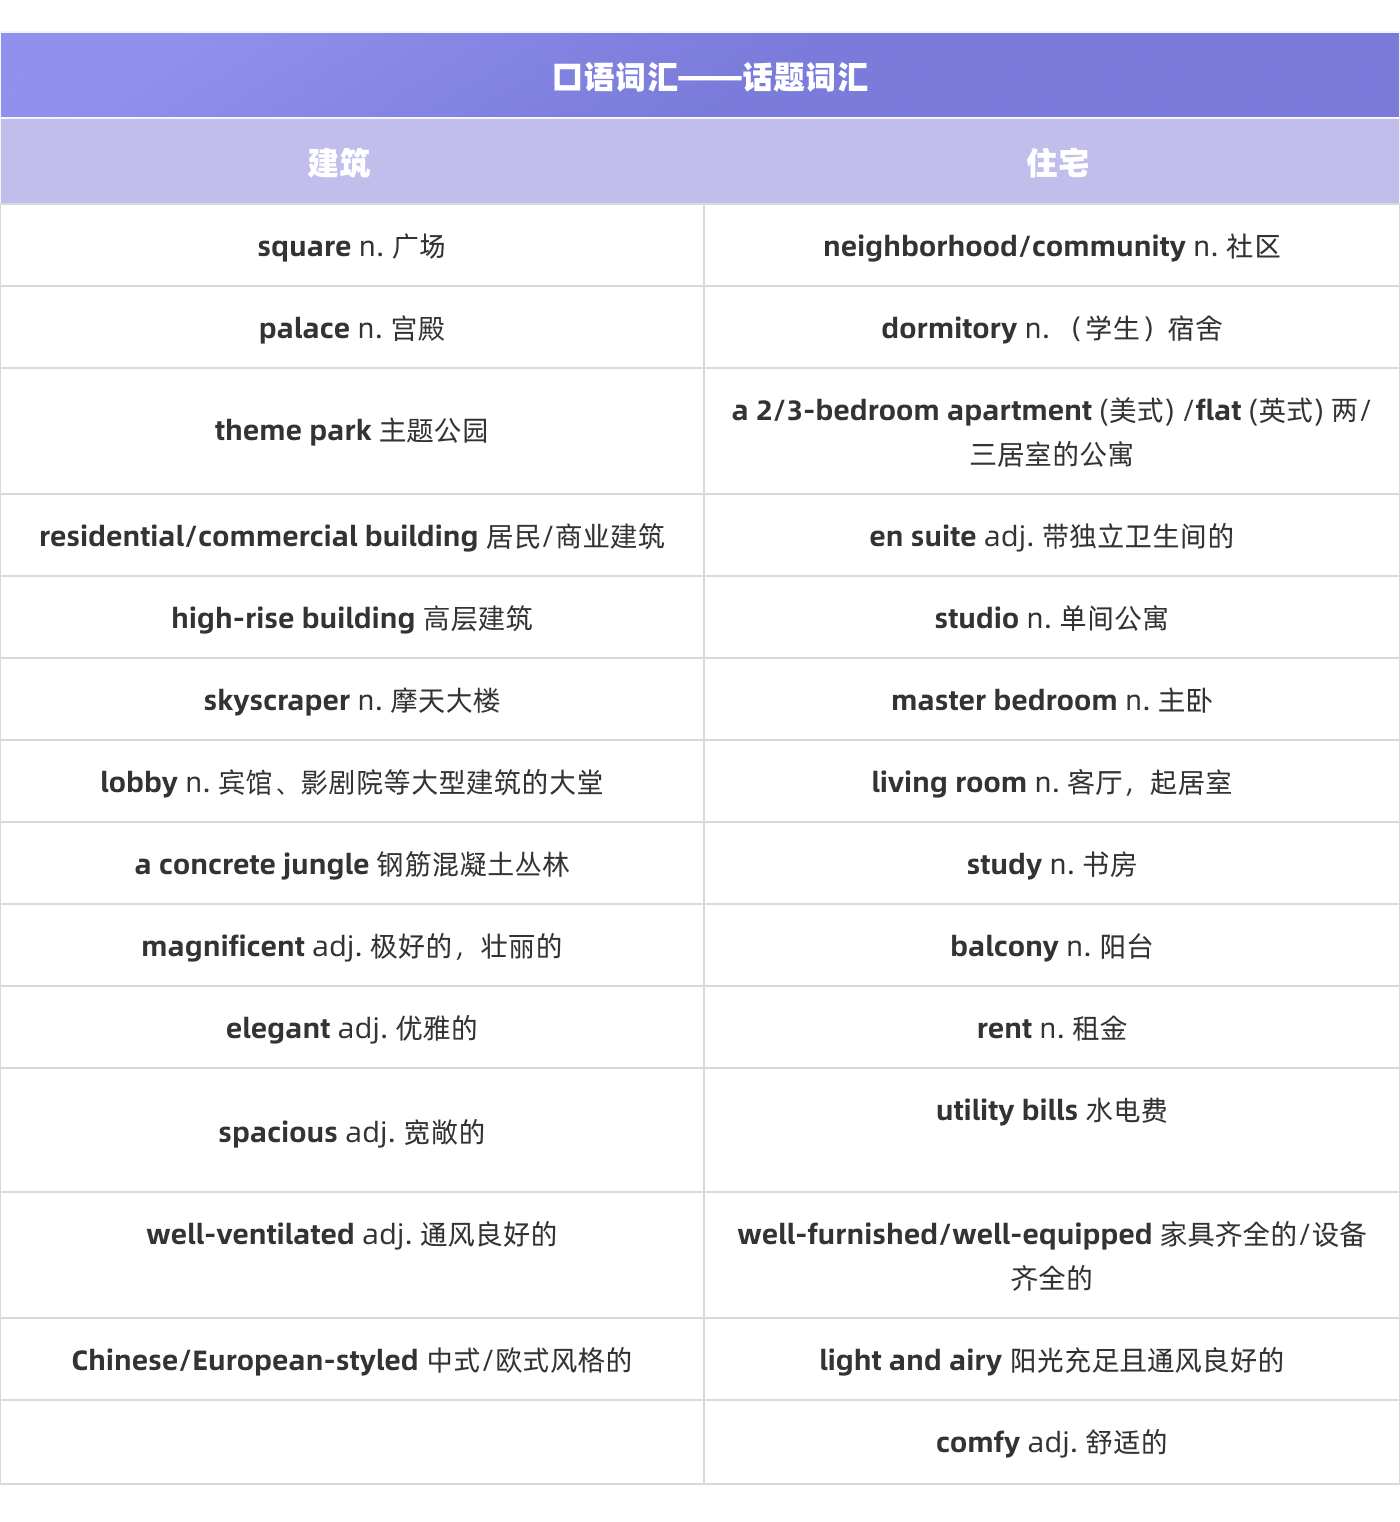 口语词汇——话题词汇
建筑
住宅
square n. 广场
neighborhood/community n. 社区
palace n. 宫殿
dormitory n. （学生）宿舍
theme park 主题公园
a 2/3-bedroom apartment (美式) /flat (英式) 两/
三居室的公寓
residential/commercial building 居民/商业建筑
en suite adj. 带独立卫生间的
high-rise building 高层建筑
studio n. 单间公寓
skyscraper n. 摩天大楼
master bedroom n. 主卧
lobby n. 宾馆、影剧院等大型建筑的大堂
living room n. 客厅，起居室
a concrete jungle 钢筋混凝土丛林
study n. 书房
magnificent adj. 极好的，壮丽的
balcony n. 阳台
elegant adj. 优雅的
rent n. 租金
spacious adj. 宽敞的
utility bills 水电费
well-ventilated adj. 通风良好的
well-furnished/well-equipped 家具齐全的/设备
齐全的
Chinese/European-styled 中式/欧式风格的
light and airy 阳光充足且通风良好的
comfy adj. 舒适的